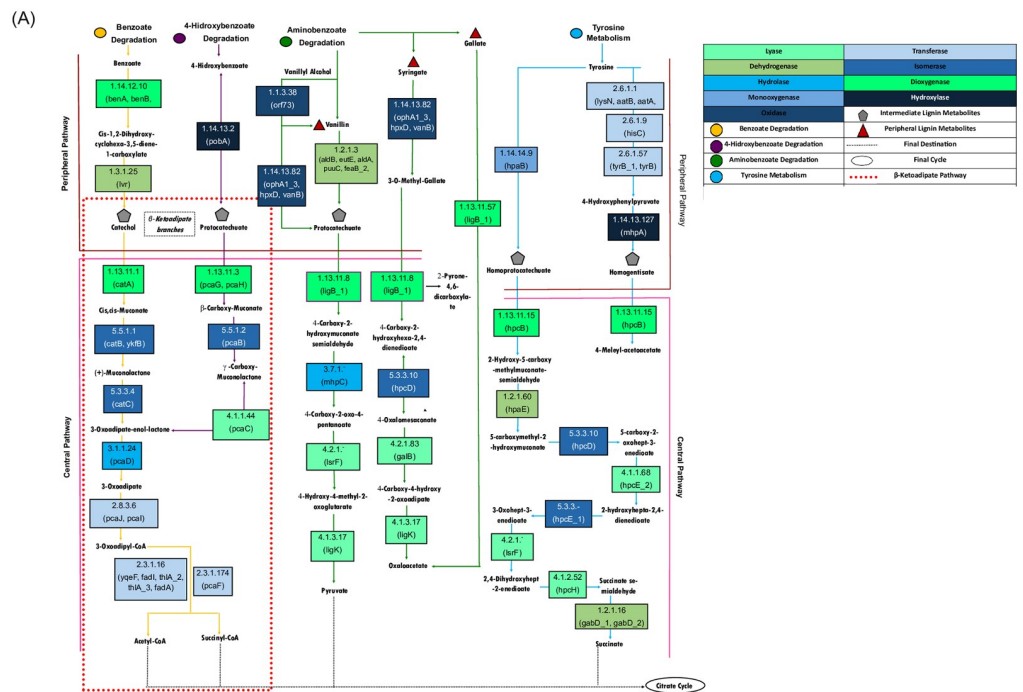 (A)
Benzoate
Degradation
4-Hidroxybenzoate
Degradation
Aminobenzoate
Degradation
Gallate
Tyrosine
Metabolism
Lyase
Transferase
Dehydrogenase
Isomerase
Hydrolase
Dioxygenase
Monooxygenase
Hydroxylase
Oxidase
Intermediate Lignin Metabolites
Benzoate Degradation
Peripheral Lignin Metabolites
4-Hidroxybenzoate Degradation
Final Destination
Aminobenzoate Degradation
Final Cycle
Tyrosine Metabolism
β-Ketoadipate Pathway
Peripheral Pathway
Central Pathway
Benzoate
1.14.12.10
(benA, benB,
Cis-1,2-Dihydroxy-
cyclohexa-3,5-diene-
1-carboxylate
1.3.1.25
(lvr)
Catechol
6-Ketoadipate
branches
4-Hidroxybenzoate
1.14.13.2
(pobA)
Protocatechuate
Vanillyl Alcohol
1.1.3.38
(orf73)
Vanillin
1.14.13.82
(ophA1_3,
hpxD, vanB)
1.2.1.3
(aldB, eutE, aldA,
puuC, feaB_2,
Protocatechuate
Syringate
1.14.13.82
(ophA1_3,
hpxD, vanB)
3-O-Methyl-Gallate
1.13.11.57
(ligB_1)
Tyrosine
1.14.14.9
(hpaB)
Homoprotocatechuate
2.6.1.1
(lysN, aatB, aatA,
2.6.1.9
(hisC)
2.6.1.57
(tyrB_1, tyrB)
4-Hydroxyphenylpyruvate
1.14.13.127
(mhpA)
Homogentisate
Peripheral Pathway
Central Pathway
1.13.11.1
(catA)
Cis,cis-Muconate
5.5.1.1
(catB, ykfB)
(+)-Muconolactone
5.3.3.4
(catC)
3-Oxoadipate-enol-lactone
3.1.1.24
(pcaD)
3-Oxoadipate
2.8.3.6
(pcaJ, pcaI)
3-Oxoadipyl-CoA
2.3.1.16
(yqeF, fadI, thlA_2,
thlA_3, fadA)
2.3.1.174
(pcaF)
Acetyl-CoA
Succinyl-CoA
1.13.11.3
(pcaG, pcaH)
β-Carboxy-Muconate
5.5.1.2
(pcaB)
γ-Carboxy-
Muconolactone
4.1.1.44
(pcaC)
1.13.11.8
(ligB_1)
4-Carboxy-2-
hydroxymuconate
semialdehyde
3.7.1.-
(mhpC)
4-Carboxy-2-oxo-4-
pentenoate
4.2.1.-
(lsrF)
4-Hydroxy-4-methyl-2-
oxoglutarate
4.1.3.17
(ligK)
Pyruvate
1.13.11.8
(ligB_1)
2-Pyrone-
4,6-
dicarboxyla-
te
4-Carboxy-2-
hydroxyhexa-2,4-
dienedioate
5.3.3.10
(hpcD)
*
4-Oxalomesaconate
4.2.1.83
(galB)
4-Carboxy-4-hydroxy
-2-oxoadipate
4.1.3.17
(ligK)
Oxaloacetate
1.13.11.15
(hpcB)
2-Hydroxy-5-carboxy
methylmuconate-
semialdehyde
1.2.1.60
(hpaE)
5-carboxymethyl-2
-hydroxymuconate
5.3.3.10
(hpcD)
5-carboxy-2-
oxohept-3-
enedioate
4.1.1.68
(hpcE_2)
2-hydroxyhepta-2,4-
dienedioate
5.3.3.-
(hpcE_1)
3-Oxohept-3-
enedioate
4.2.1.-
(lsrF)
2,4-Dihydroxyhept
-2-enedioate
4.1.2.52
(hpcH)
Succinate se-
mialdehyde
1.2.1.16
(gabD_1, gabD_2)
Succinate
1.13.11.15
(hpcB)
4-Meleyl-acetoacetate
Citrate Cycle